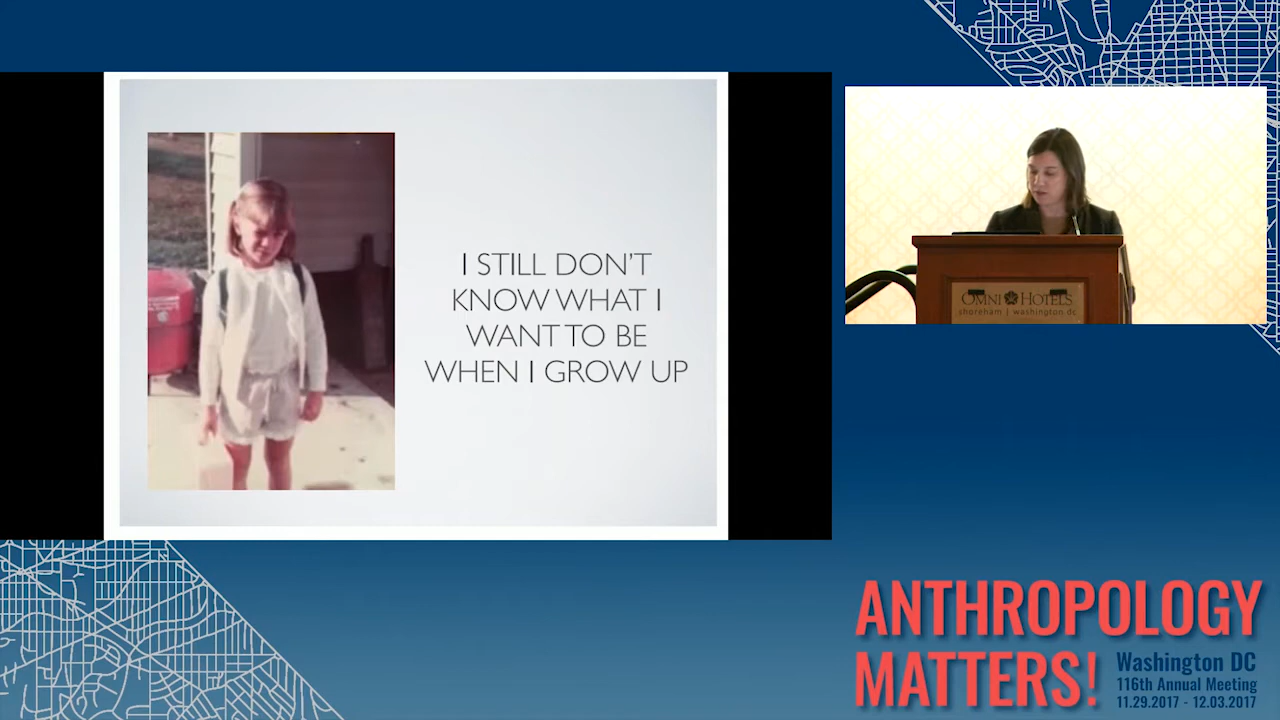 I STILL DON'T
KNOW WHAT I
WANT TO BE
WHEN I GROW UP
OMNI HOTELS
shoreham | washington dc
ANTHROPOLOGY
MATTERS!
Washington DC
116th Annual Meeting
11.29.2017 - 12.03.2017